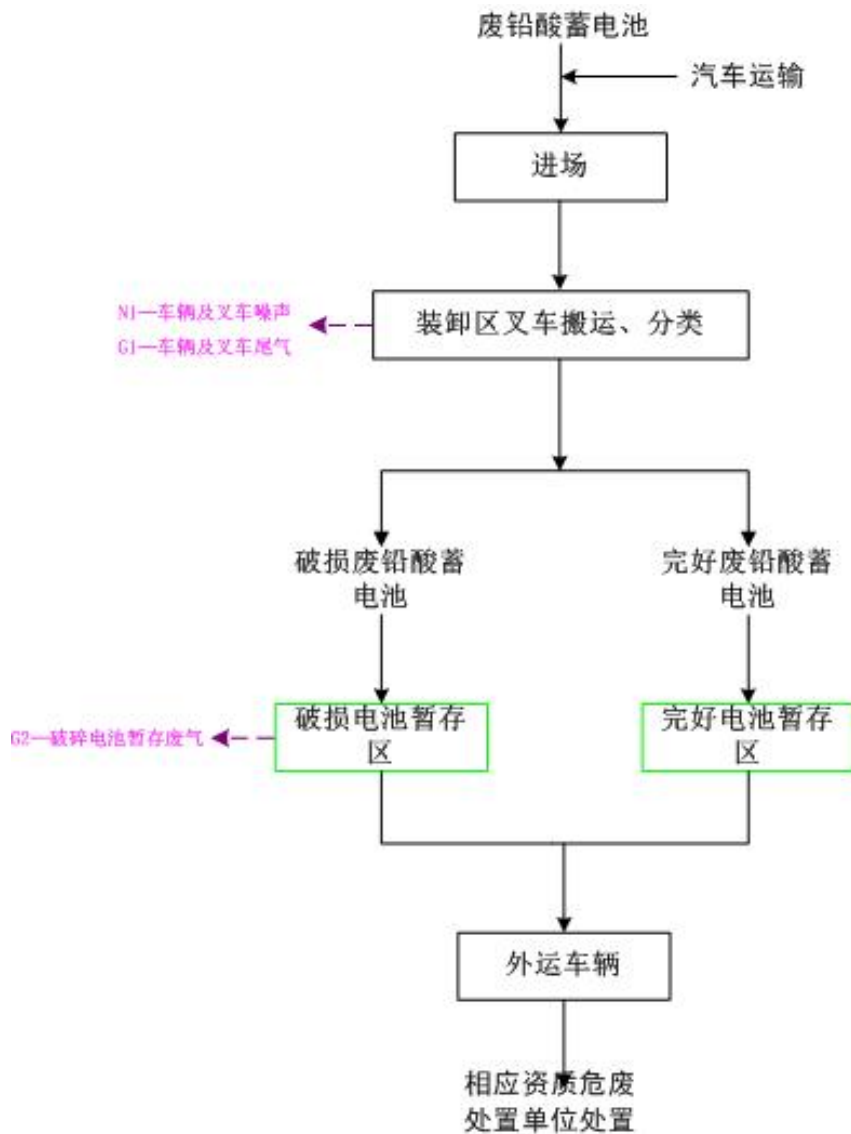 废铅酸蓄电池
汽车运输
进场
N1—车辆及叉车噪声
G1—车辆及叉车尾气
装卸区叉车搬运、分类
破损废铅酸蓄
电池
完好废铅酸蓄
电池
G2—破碎电池暂存废气
破损电池暂存
区
完好电池暂存
区
外运车辆
相应资质危废
处置单位处置